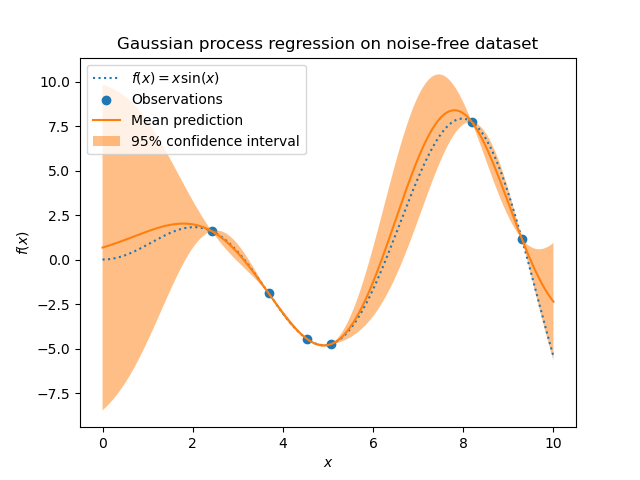 Gaussian process regression on noise-free dataset
f(x) = x sin(x)
Observations
Mean prediction
95% confidence interval
10.0
7.5
5.0
2.5
0.0
−2.5
−5.0
−7.5
f(x)
0 2 4 6 8 10
x